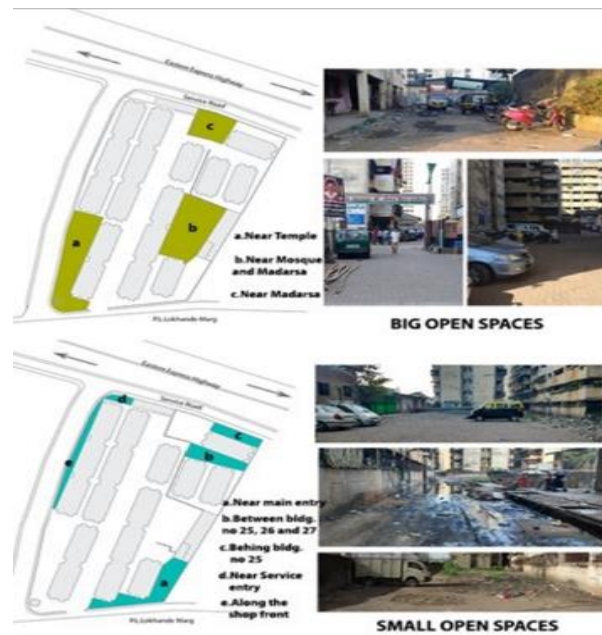 Eastern Express Highway
Service Road
c
a
b
a.Near Temple
b.Near Mosque
and Madarsa
c.Near Madarsa
P.L.Lokhande Marg
BIG OPEN SPACES
Eastern Express Highway
Service Road
d
c
e
b
a.Near main entry
b.Between bldg.
no 25, 26 and 27
c.Behing bldg.
no 25
d.Near Service
entry
a
e.Along the
shop front
P.L.Lokhande Marg
SMALL OPEN SPACES